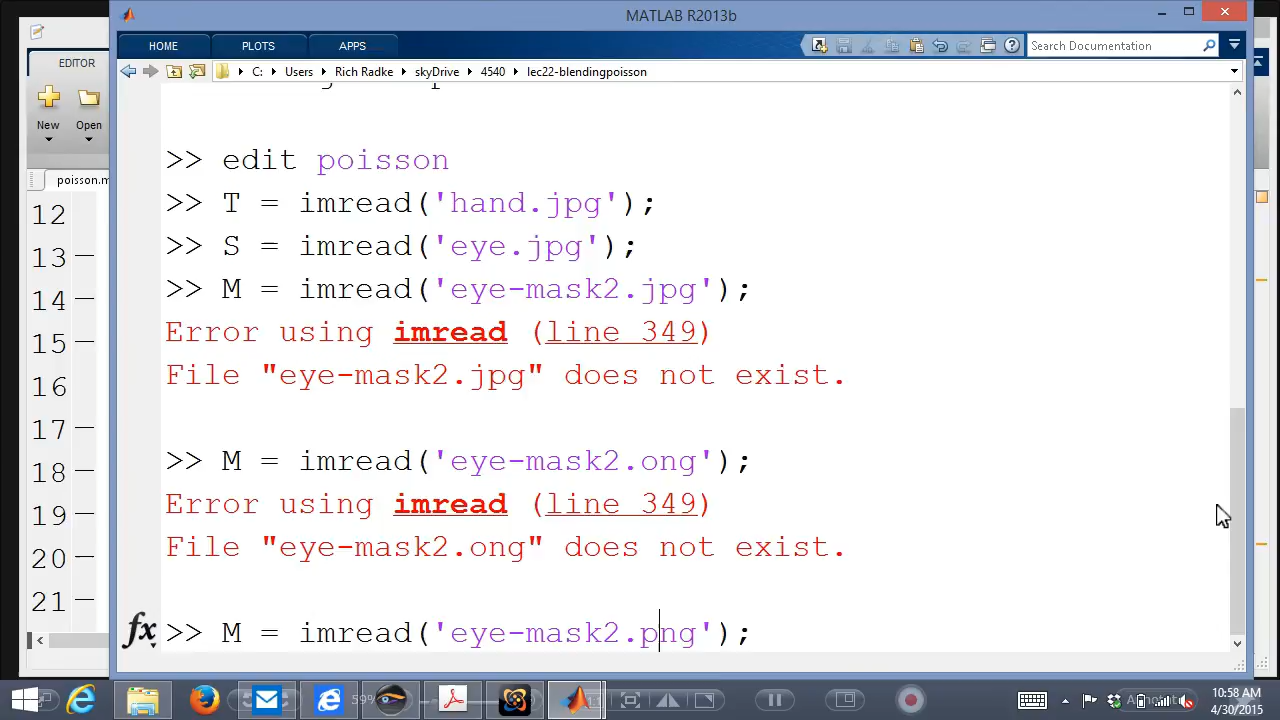 MATLAB R2013b
HOME PLOTS APPS
Search Documentation
EDITOR
C: Users Rich Radke skyDrive 4540 lec22-blendingpoisson
New Open
poisson.m
12
13
14
15
16
17
18
19
20
21
>> edit poisson
>> T = imread('hand.jpg');
>> S = imread('eye.jpg');
>> M = imread('eye-mask2.jpg');
Error using imread (line 349)
File "eye-mask2.jpg" does not exist.
>> M = imread('eye-mask2.ong');
Error using imread (line 349)
File "eye-mask2.ong" does not exist.
fx >> M = imread('eye-mask2.png');
59%
10:58 AM
4/30/2015